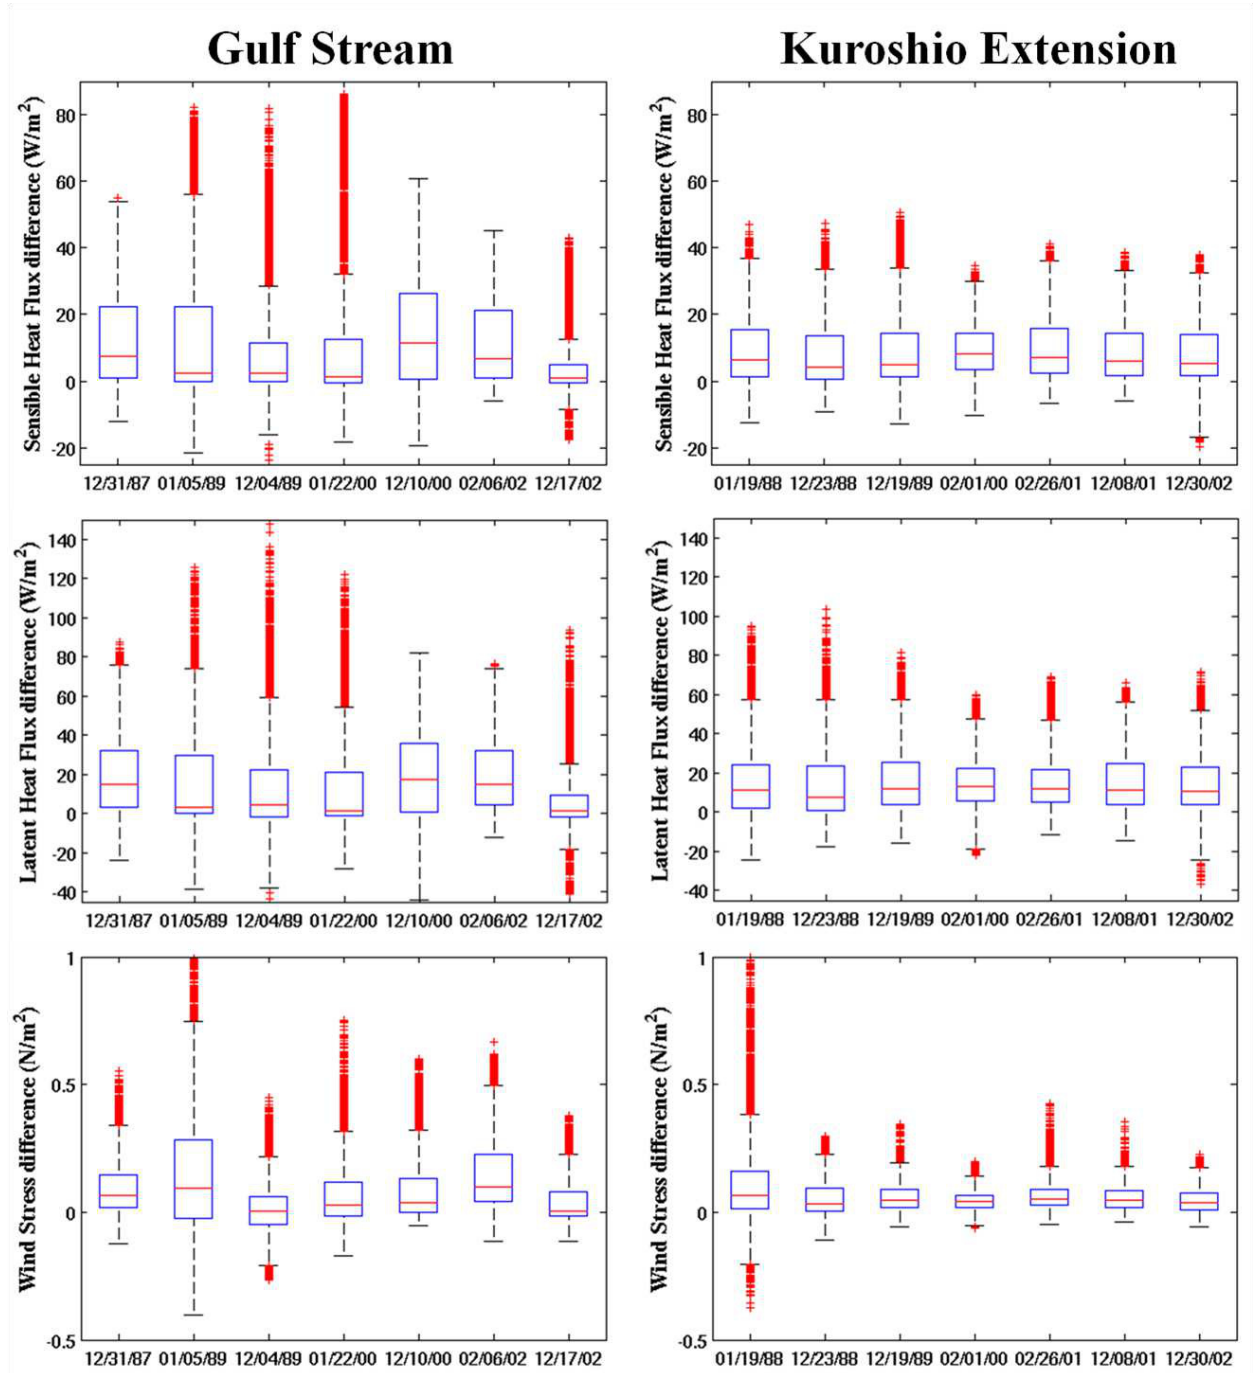 Gulf Stream
Kuroshio Extension
Sensible Heat Flux difference (W/m²)
80
60
40
20
0
-20
12/31/87 01/05/89 12/04/89 01/22/00 12/10/00 02/06/02 12/17/02
Sensible Heat Flux difference (W/m²)
80
60
40
20
0
-20
01/19/88 12/23/88 12/19/89 02/01/00 02/26/01 12/08/01 12/30/02
Latent Heat Flux difference (W/m²)
140
120
100
80
60
40
20
0
-20
-40
12/31/87 01/05/89 12/04/89 01/22/00 12/10/00 02/06/02 12/17/02
Latent Heat Flux difference (W/m²)
140
120
100
80
60
40
20
0
-20
-40
01/19/88 12/23/88 12/19/89 02/01/00 02/26/01 12/08/01 12/30/02
Wind Stress difference (N/m²)
1
0.5
0
-0.5
12/31/87 01/05/89 12/04/89 01/22/00 12/10/00 02/06/02 12/17/02
Wind Stress difference (N/m²)
1
0.5
0
-0.5
01/19/88 12/23/88 12/19/89 02/01/00 02/26/01 12/08/01 12/30/02